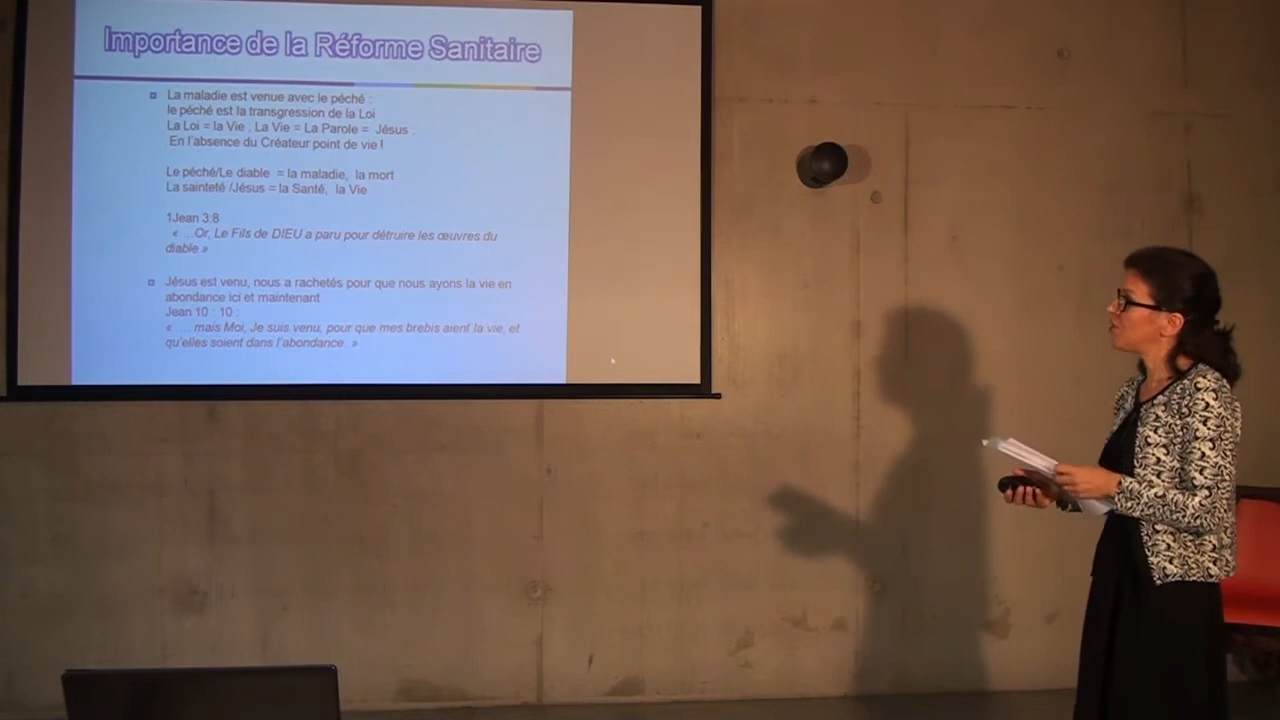 Importance de la Réforme Sanitaire
La maladie est venue avec le péché :
le péché est la transgression de la Loi
La Loi = la Vie , La Vie = La Parole = Jésus ;
En l'absence du Créateur point de vie !
Le péché/Le diable = la maladie, la mort
La sainteté /Jésus = la Santé, la Vie
1Jean 3:8
« ...Or, Le Fils de DIEU a paru pour détruire les œuvres du
diable »
Jésus est venu, nous a rachetés pour que nous ayons la vie en
abondance ici et maintenant
Jean 10 : 10 :
« ... mais Moi, Je suis venu, pour que mes brebis aient la vie, et
qu'elles soient dans l'abondance. »